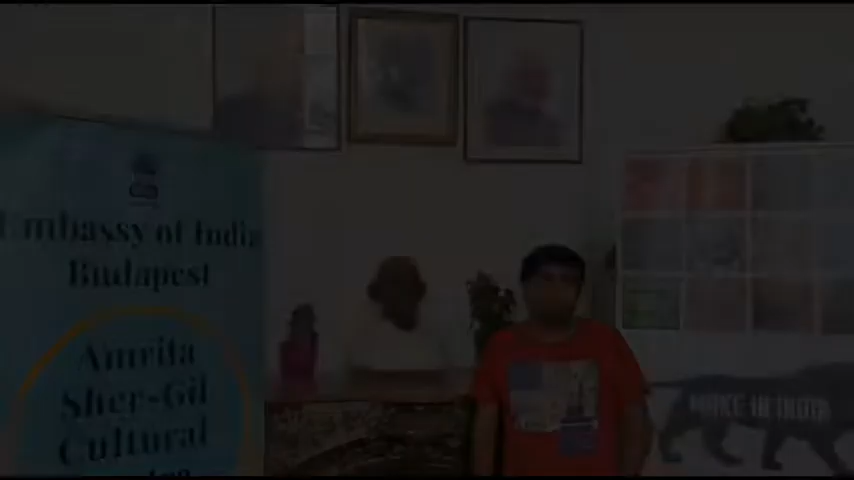 Embassy of India
Budapest
Amrita
Sher-Gil
Cultural
MAKE IN INDIA